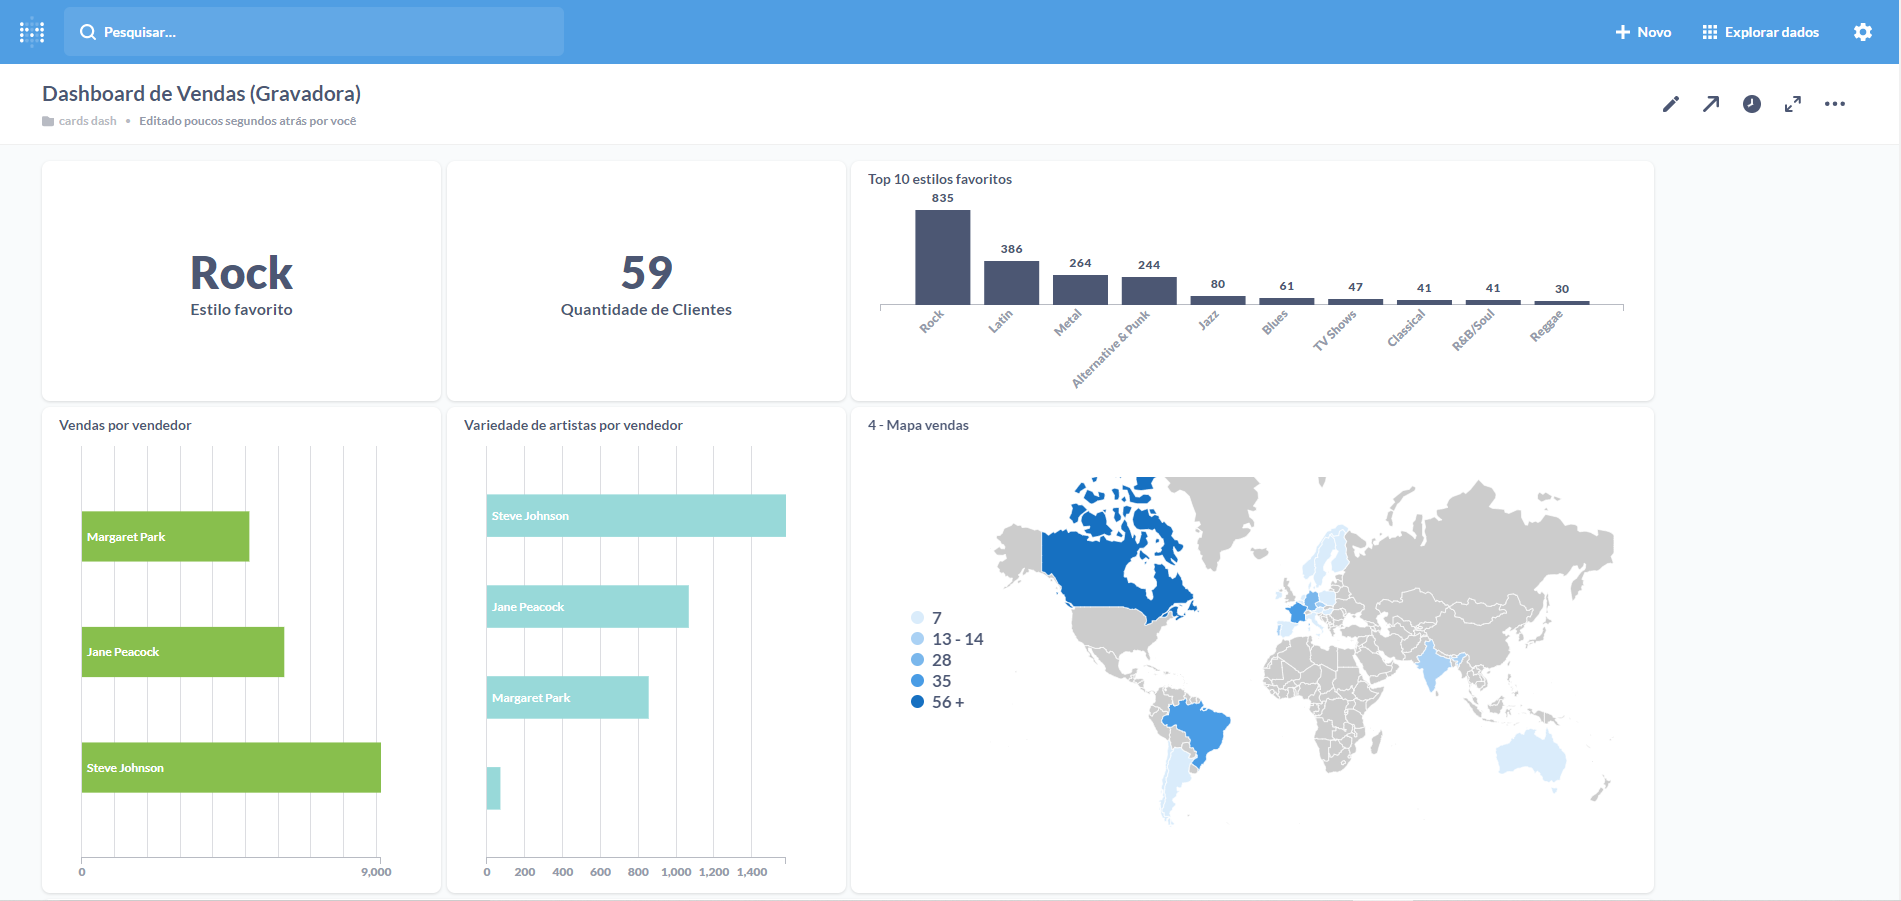 Pesquisar...
Novo
Explorar dados
Dashboard de Vendas (Gravadora)
cards dash • Editado poucos segundos atrás por você
Rock
Estilo favorito
59
Quantidade de Clientes
Top 10 estilos favoritos
835
386
264
244
80
61
47
41
41
30
Rock
Latin
Metal
Alternative & Punk
Jazz
Blues
TV Shows
Classical
R&B/Soul
Reggae
Vendas por vendedor
Margaret Park
Jane Peacock
Steve Johnson
0
9,000
Variedade de artistas por vendedor
Steve Johnson
Jane Peacock
Margaret Park
0
200
400
600
800
1,000
1,200
1,400
4 - Mapa vendas
7
13 - 14
28
35
56 +